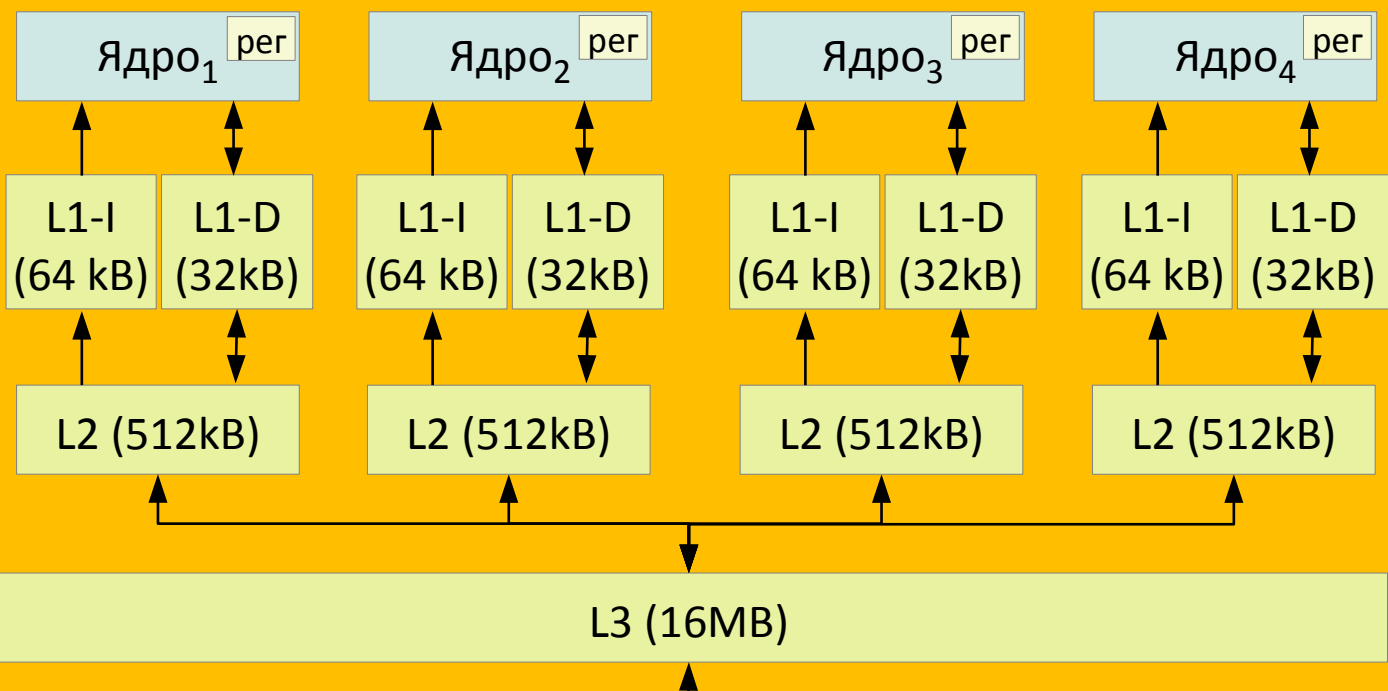 Ядро1 рег
Ядро2 рег
Ядро3 рег
Ядро4 рег
L1-I
(64 kB)
L1-D
(32kB)
L1-I
(64 kB)
L1-D
(32kB)
L1-I
(64 kB)
L1-D
(32kB)
L1-I
(64 kB)
L1-D
(32kB)
L2 (512kB)
L2 (512kB)
L2 (512kB)
L2 (512kB)
L3 (16MB)